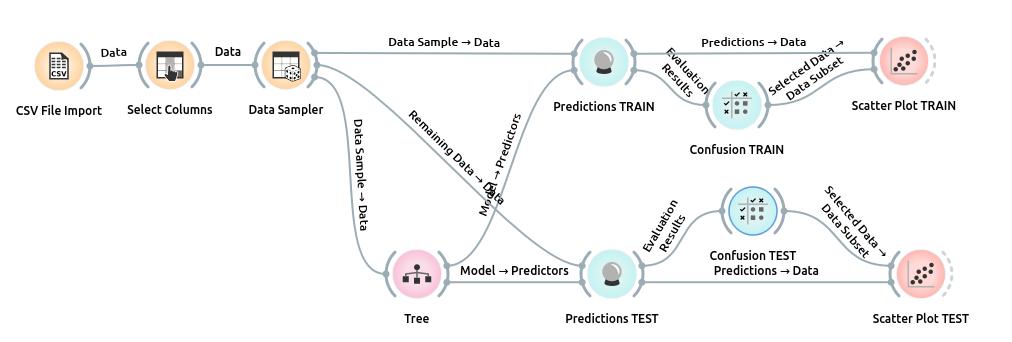 Data
Data
Data Sample → Data
Predictions → Data
CSV
CSV File Import
Select Columns
Data Sampler
Predictions TRAIN
Evaluation
Results
Selected Data →
Data Subset
Scatter Plot TRAIN
Confusion TRAIN
Data Sample → Data
Remaining Data → Data
Model → Predictors
Evaluation
Results
Selected Data →
Data Subset
Confusion TEST
Model → Predictors
Predictions → Data
Tree
Predictions TEST
Scatter Plot TEST